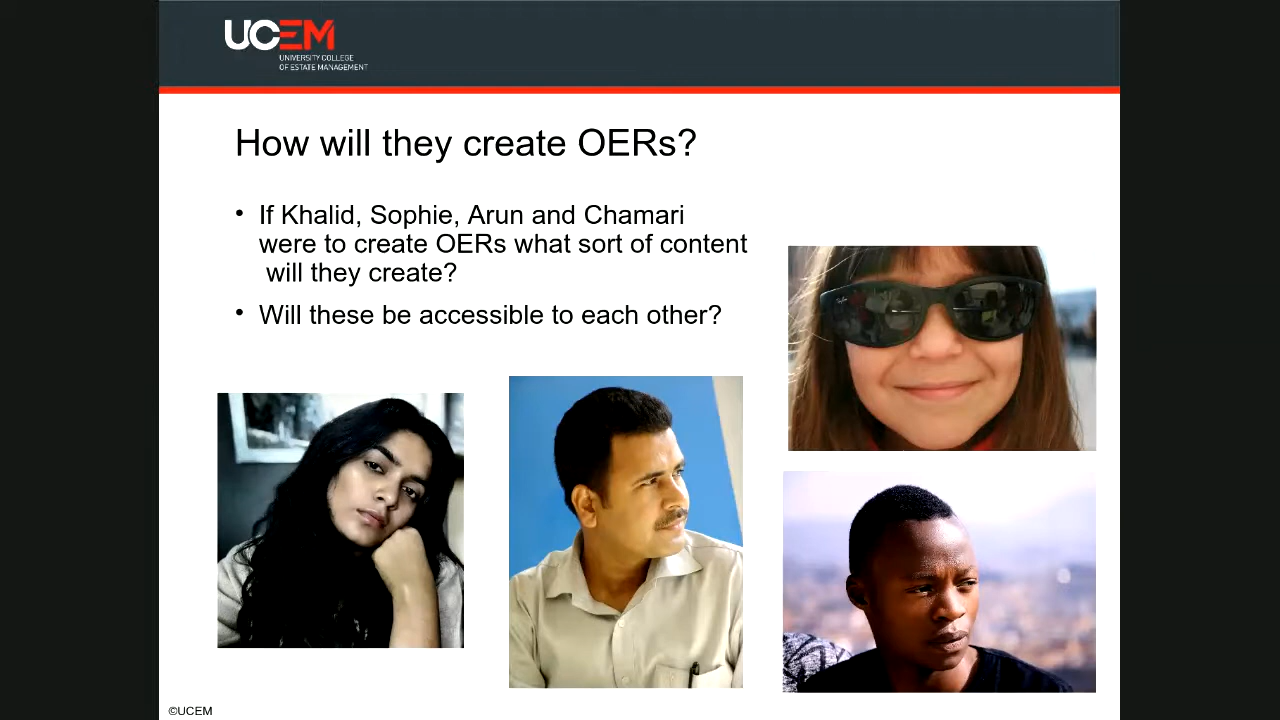 UCEM
UNIVERSITY COLLEGE
OF ESTATE MANAGEMENT
How will they create OERs?
• If Khalid, Sophie, Arun and Chamari
were to create OERs what sort of content
will they create?
• Will these be accessible to each other?
©UCEM